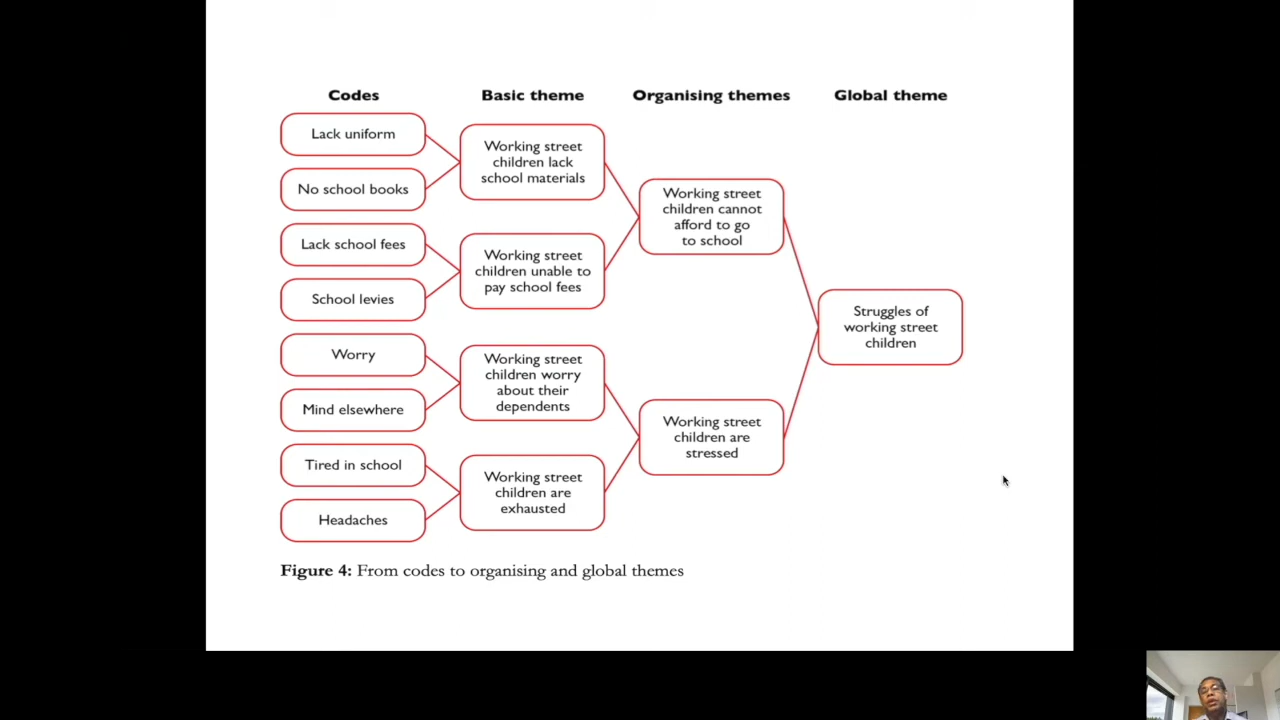 Codes
Basic theme
Organising themes
Global theme
Lack uniform
No school books
Lack school fees
School levies
Worry
Mind elsewhere
Tired in school
Headaches
Working street
children lack
school materials
Working street
children unable to
pay school fees
Working street
children worry
about their
dependents
Working street
children are
exhausted
Working street
children cannot
afford to go
to school
Working street
children are
stressed
Struggles of
working street
children
Figure 4: From codes to organising and global themes